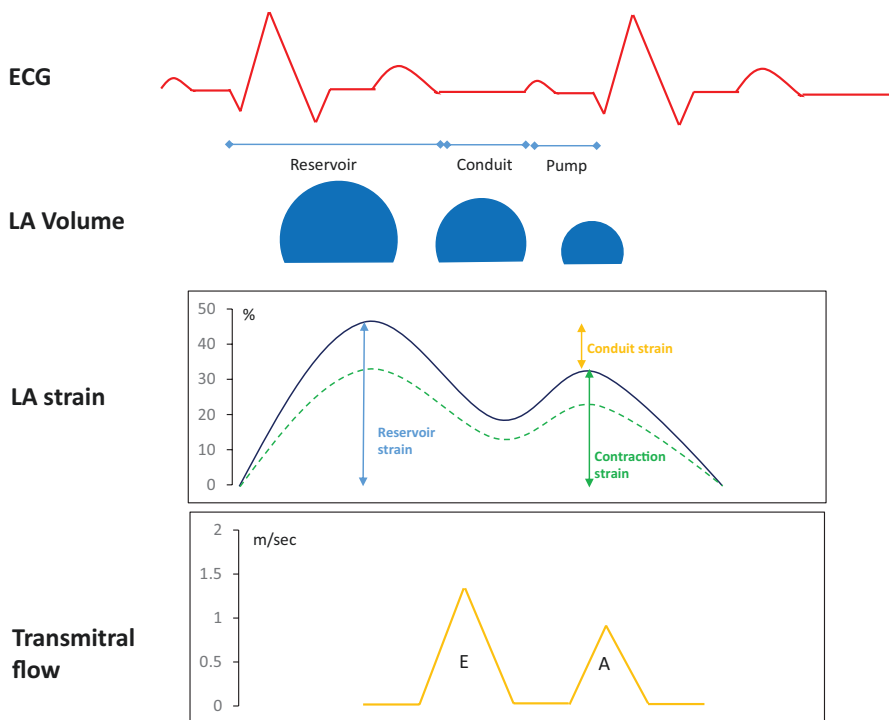 ECG
Reservoir
Conduit
Pump
LA Volume
LA strain
50
40
30
20
10
0
%
Conduit strain
Reservoir
strain
Contraction
strain
Transmitral
flow
2
1.5
1
0.5
0
m/sec
E
A